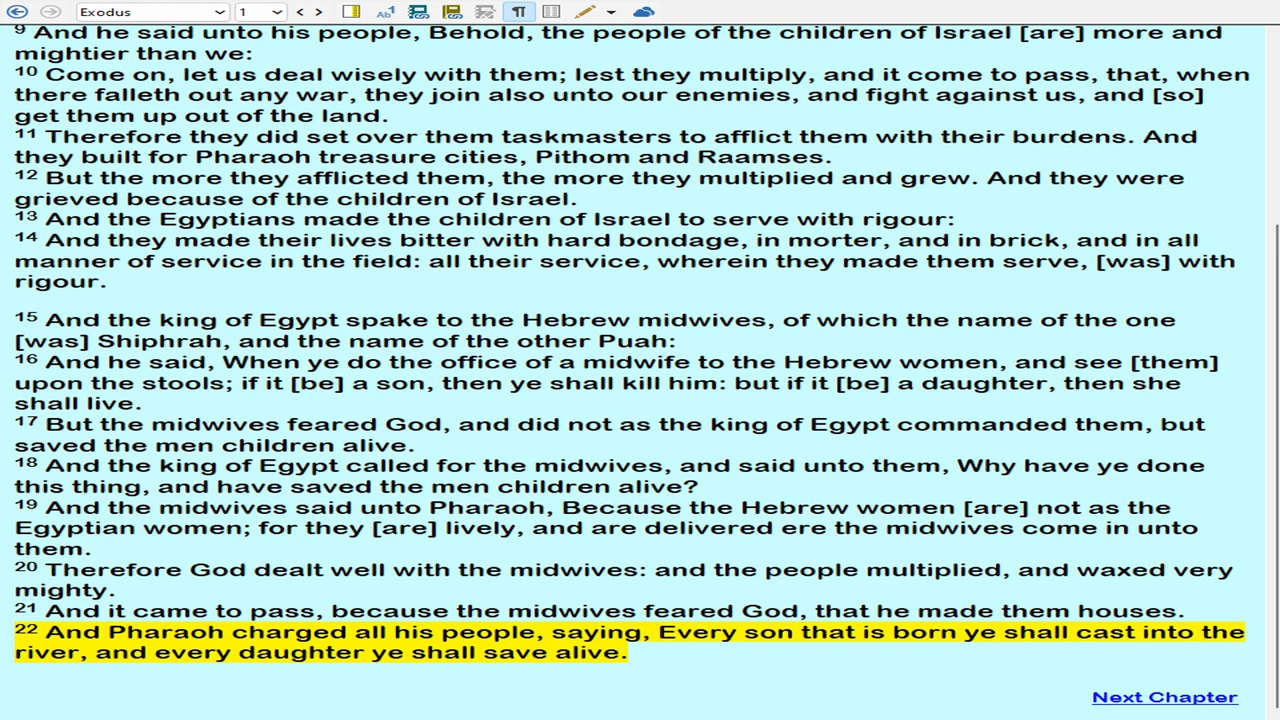 Exodus 1 < > Ab¹ ¶
9 And he said unto his people, Behold, the people of the children of Israel [are] more and
mightier than we:
10 Come on, let us deal wisely with them; lest they multiply, and it come to pass, that, when
there falleth out any war, they join also unto our enemies, and fight against us, and [so]
get them up out of the land.
11 Therefore they did set over them taskmasters to afflict them with their burdens. And
they built for Pharaoh treasure cities, Pithom and Raamses.
12 But the more they afflicted them, the more they multiplied and grew. And they were
grieved because of the children of Israel.
13 And the Egyptians made the children of Israel to serve with rigour:
14 And they made their lives bitter with hard bondage, in morter, and in brick, and in all
manner of service in the field: all their service, wherein they made them serve, [was] with
rigour.
15 And the king of Egypt spake to the Hebrew midwives, of which the name of the one
[was] Shiphrah, and the name of the other Puah:
16 And he said, When ye do the office of a midwife to the Hebrew women, and see [them]
upon the stools; if it [be] a son, then ye shall kill him: but if it [be] a daughter, then she
shall live.
17 But the midwives feared God, and did not as the king of Egypt commanded them, but
saved the men children alive.
18 And the king of Egypt called for the midwives, and said unto them, Why have ye done
this thing, and have saved the men children alive?
19 And the midwives said unto Pharaoh, Because the Hebrew women [are] not as the
Egyptian women; for they [are] lively, and are delivered ere the midwives come in unto
them.
20 Therefore God dealt well with the midwives: and the people multiplied, and waxed very
mighty.
21 And it came to pass, because the midwives feared God, that he made them houses.
22 And Pharaoh charged all his people, saying, Every son that is born ye shall cast into the
river, and every daughter ye shall save alive.
Next Chapter